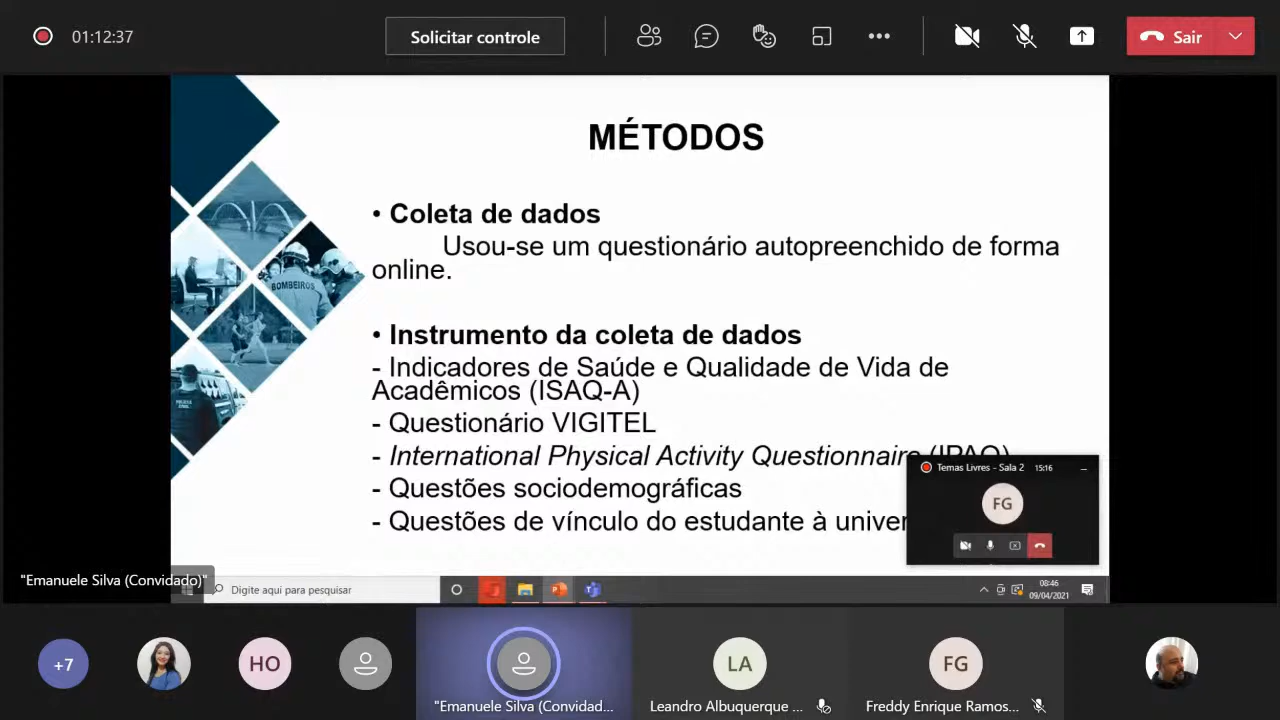 01:12:37
Solicitar controle
Sair
MÉTODOS
• Coleta de dados
Usou-se um questionário autopreenchido de forma
online.
BOMBEIROS
• Instrumento da coleta de dados
- Indicadores de Saúde e Qualidade de Vida de
Acadêmicos (ISAQ-A)
- Questionário VIGITEL
- International Physical Activity Questionnaire (IPAQ)
- Questões sociodemográficas
- Questões de vínculo do estudante à univer
Temas Livres - Sala 2
15:16
FG
"Emanuele Silva (Convidado)"
Digite aqui para pesquisar
08:46
09/04/2021
+7
HO
LA
FG
"Emanuele Silva (Convidad...
Leandro Albuquerque ...
Freddy Enrique Ramos...